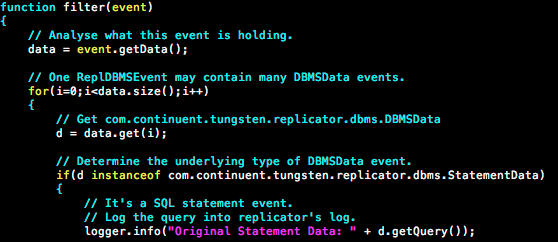 function filter(event)
{
    // Analyse what this event is holding.
    data = event.getData();

    // One ReplDBMSEvent may contain many DBMSData events.
    for(i=0;i<data.size();i++)
    {
        // Get com.continuent.tungsten.replicator.dbms.DBMSData
        d = data.get(i);

        // Determine the underlying type of DBMSData event.
        if(d instanceof com.continuent.tungsten.replicator.dbms.StatementData)
        {
            // It's a SQL statement event.
            // Log the query into replicator's log.
            logger.info("Original Statement Data: " + d.getQuery());